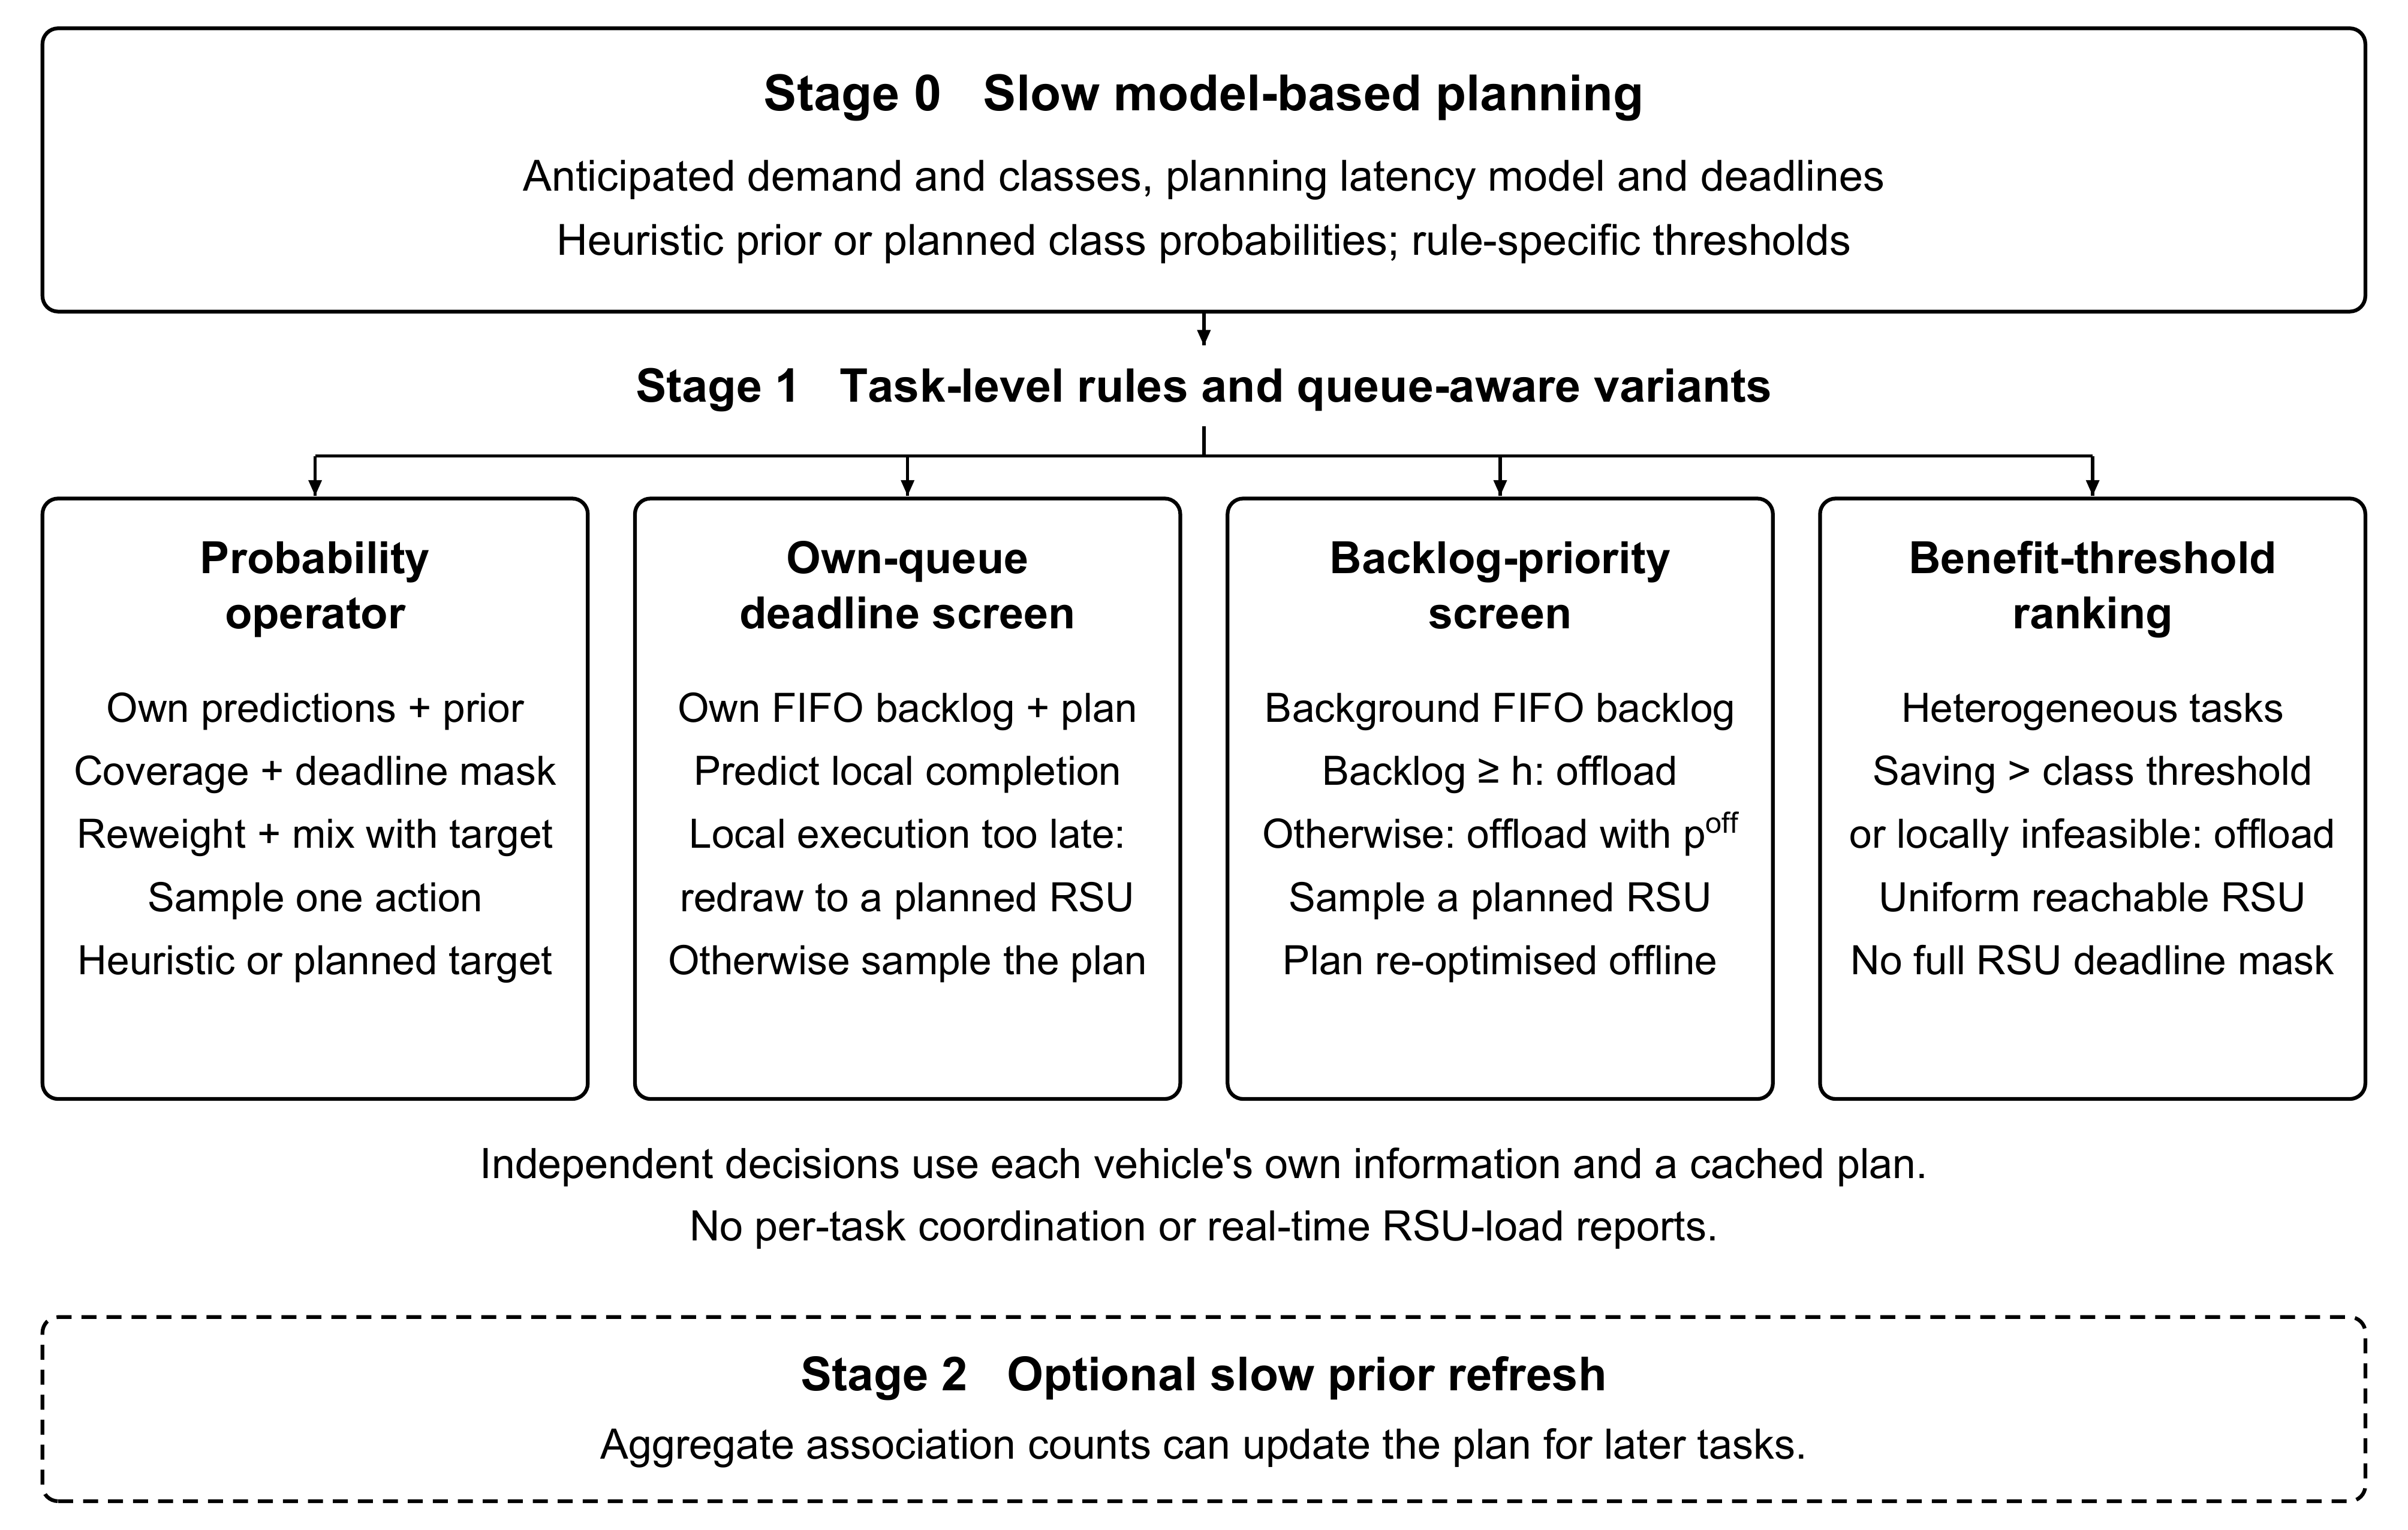 Stage 0 Slow model-based planning
Anticipated demand and classes, planning latency model and deadlines
Heuristic prior or planned class probabilities; rule-specific thresholds
Stage 1 Task-level rules and queue-aware variants
Probability
operator
Own predictions + prior
Coverage + deadline mask
Reweight + mix with target
Sample one action
Heuristic or planned target
Own-queue
deadline screen
Own FIFO backlog + plan
Predict local completion
Local execution too late:
redraw to a planned RSU
Otherwise sample the plan
Backlog-priority
screen
Background FIFO backlog
Backlog ≥ h: offload
Otherwise: offload with p^off
Sample a planned RSU
Plan re-optimised offline
Benefit-threshold
ranking
Heterogeneous tasks
Saving > class threshold
or locally infeasible: offload
Uniform reachable RSU
No full RSU deadline mask
Independent decisions use each vehicle's own information and a cached plan.
No per-task coordination or real-time RSU-load reports.
Stage 2 Optional slow prior refresh
Aggregate association counts can update the plan for later tasks.